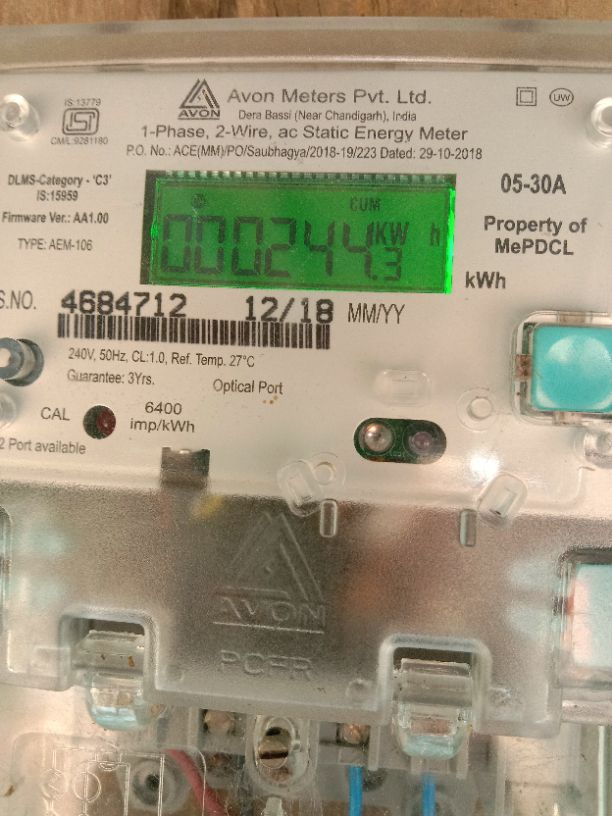 IS:13779
ISI
CM/L:9281180
AVON
Avon Meters Pvt. Ltd.
Dera Bassi (Near Chandigarh), India
1-Phase, 2-Wire, ac Static Energy Meter
P.O. No.: ACE(MM)/PO/Saubhagya/2018-19/223 Dated: 29-10-2018
UW
DLMS-Category - 'C3'
IS:15959
Firmware Ver.: AA1.00
TYPE: AEM-106
CUM
000244.3 KW h
05-30A
Property of
MePDCL
kWh
S.NO. 4684712 12/18 MM/YY
240V, 50Hz, CL:1.0, Ref. Temp. 27°C
Guarantee: 3Yrs.
Optical Port
CAL
6400
imp/kWh
2 Port available
AVON